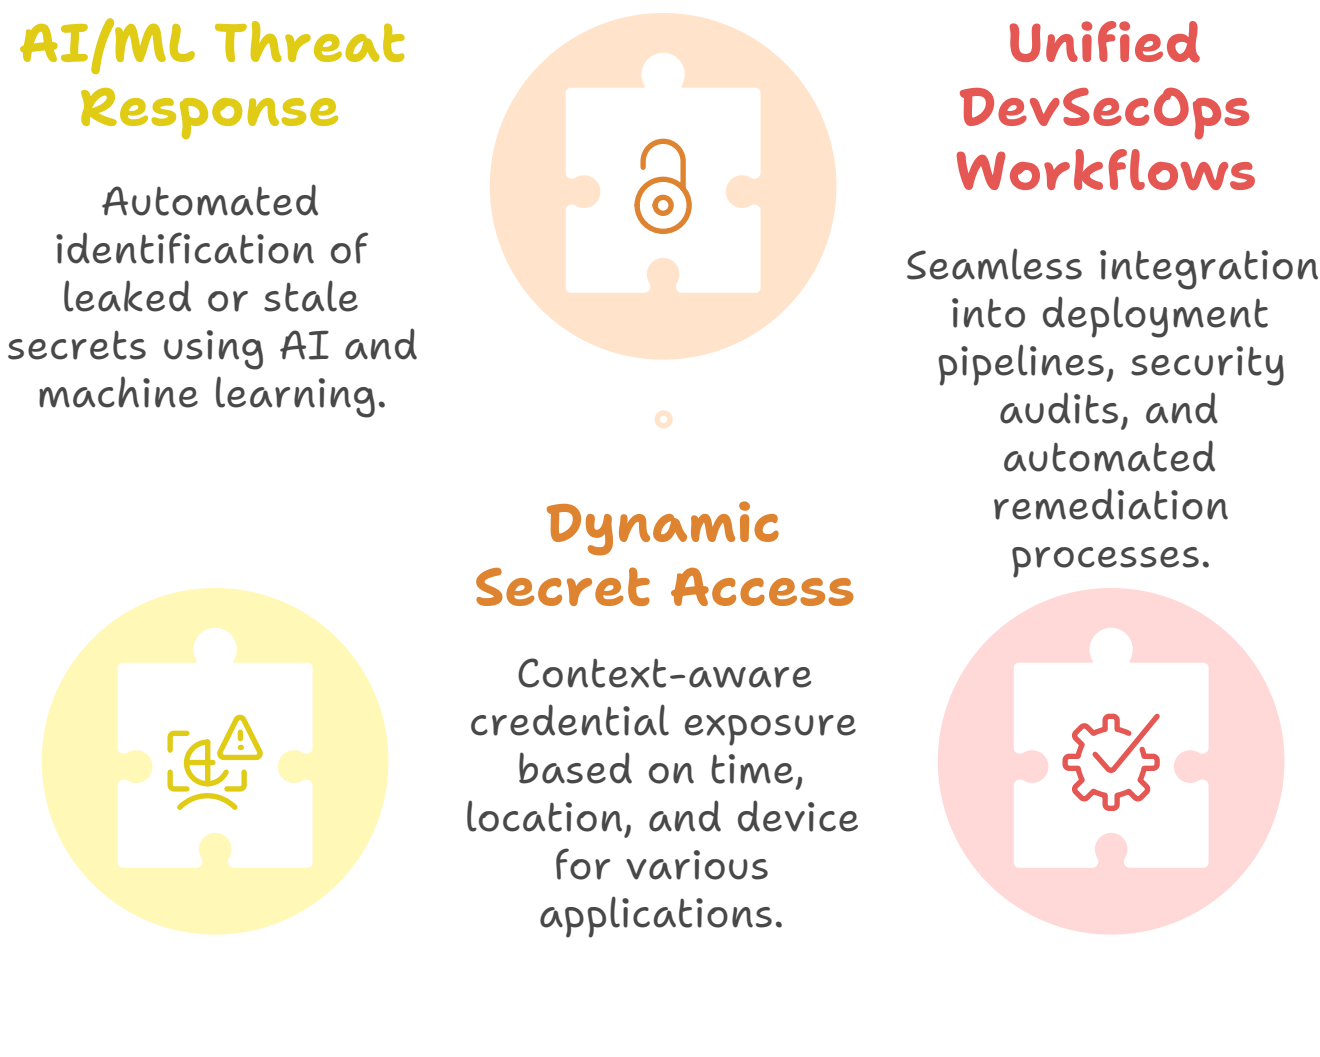 AI/ML Threat
Response
Automated
identification of
leaked or stale
secrets using AI and
machine learning.
Dynamic
Secret Access
Context-aware
credential exposure
based on time,
location, and device
for various
applications.
Unified
DevSecOps
Workflows
Seamless integration
into deployment
pipelines, security
audits, and
automated
remediation
processes.